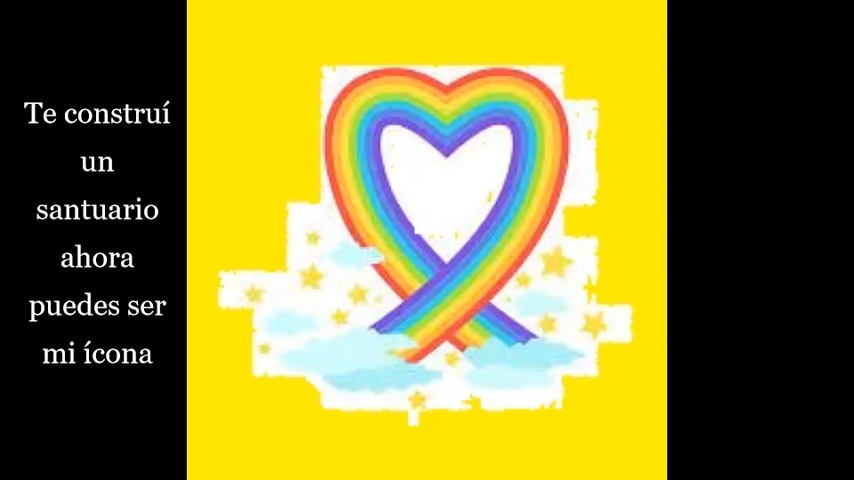 Te construí
un
santuario
ahora
puedes ser
mi ícona